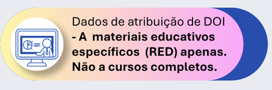 Dados de atribuição de DOI
- A materiais educativos
específicos (RED) apenas.
Não a cursos completos.